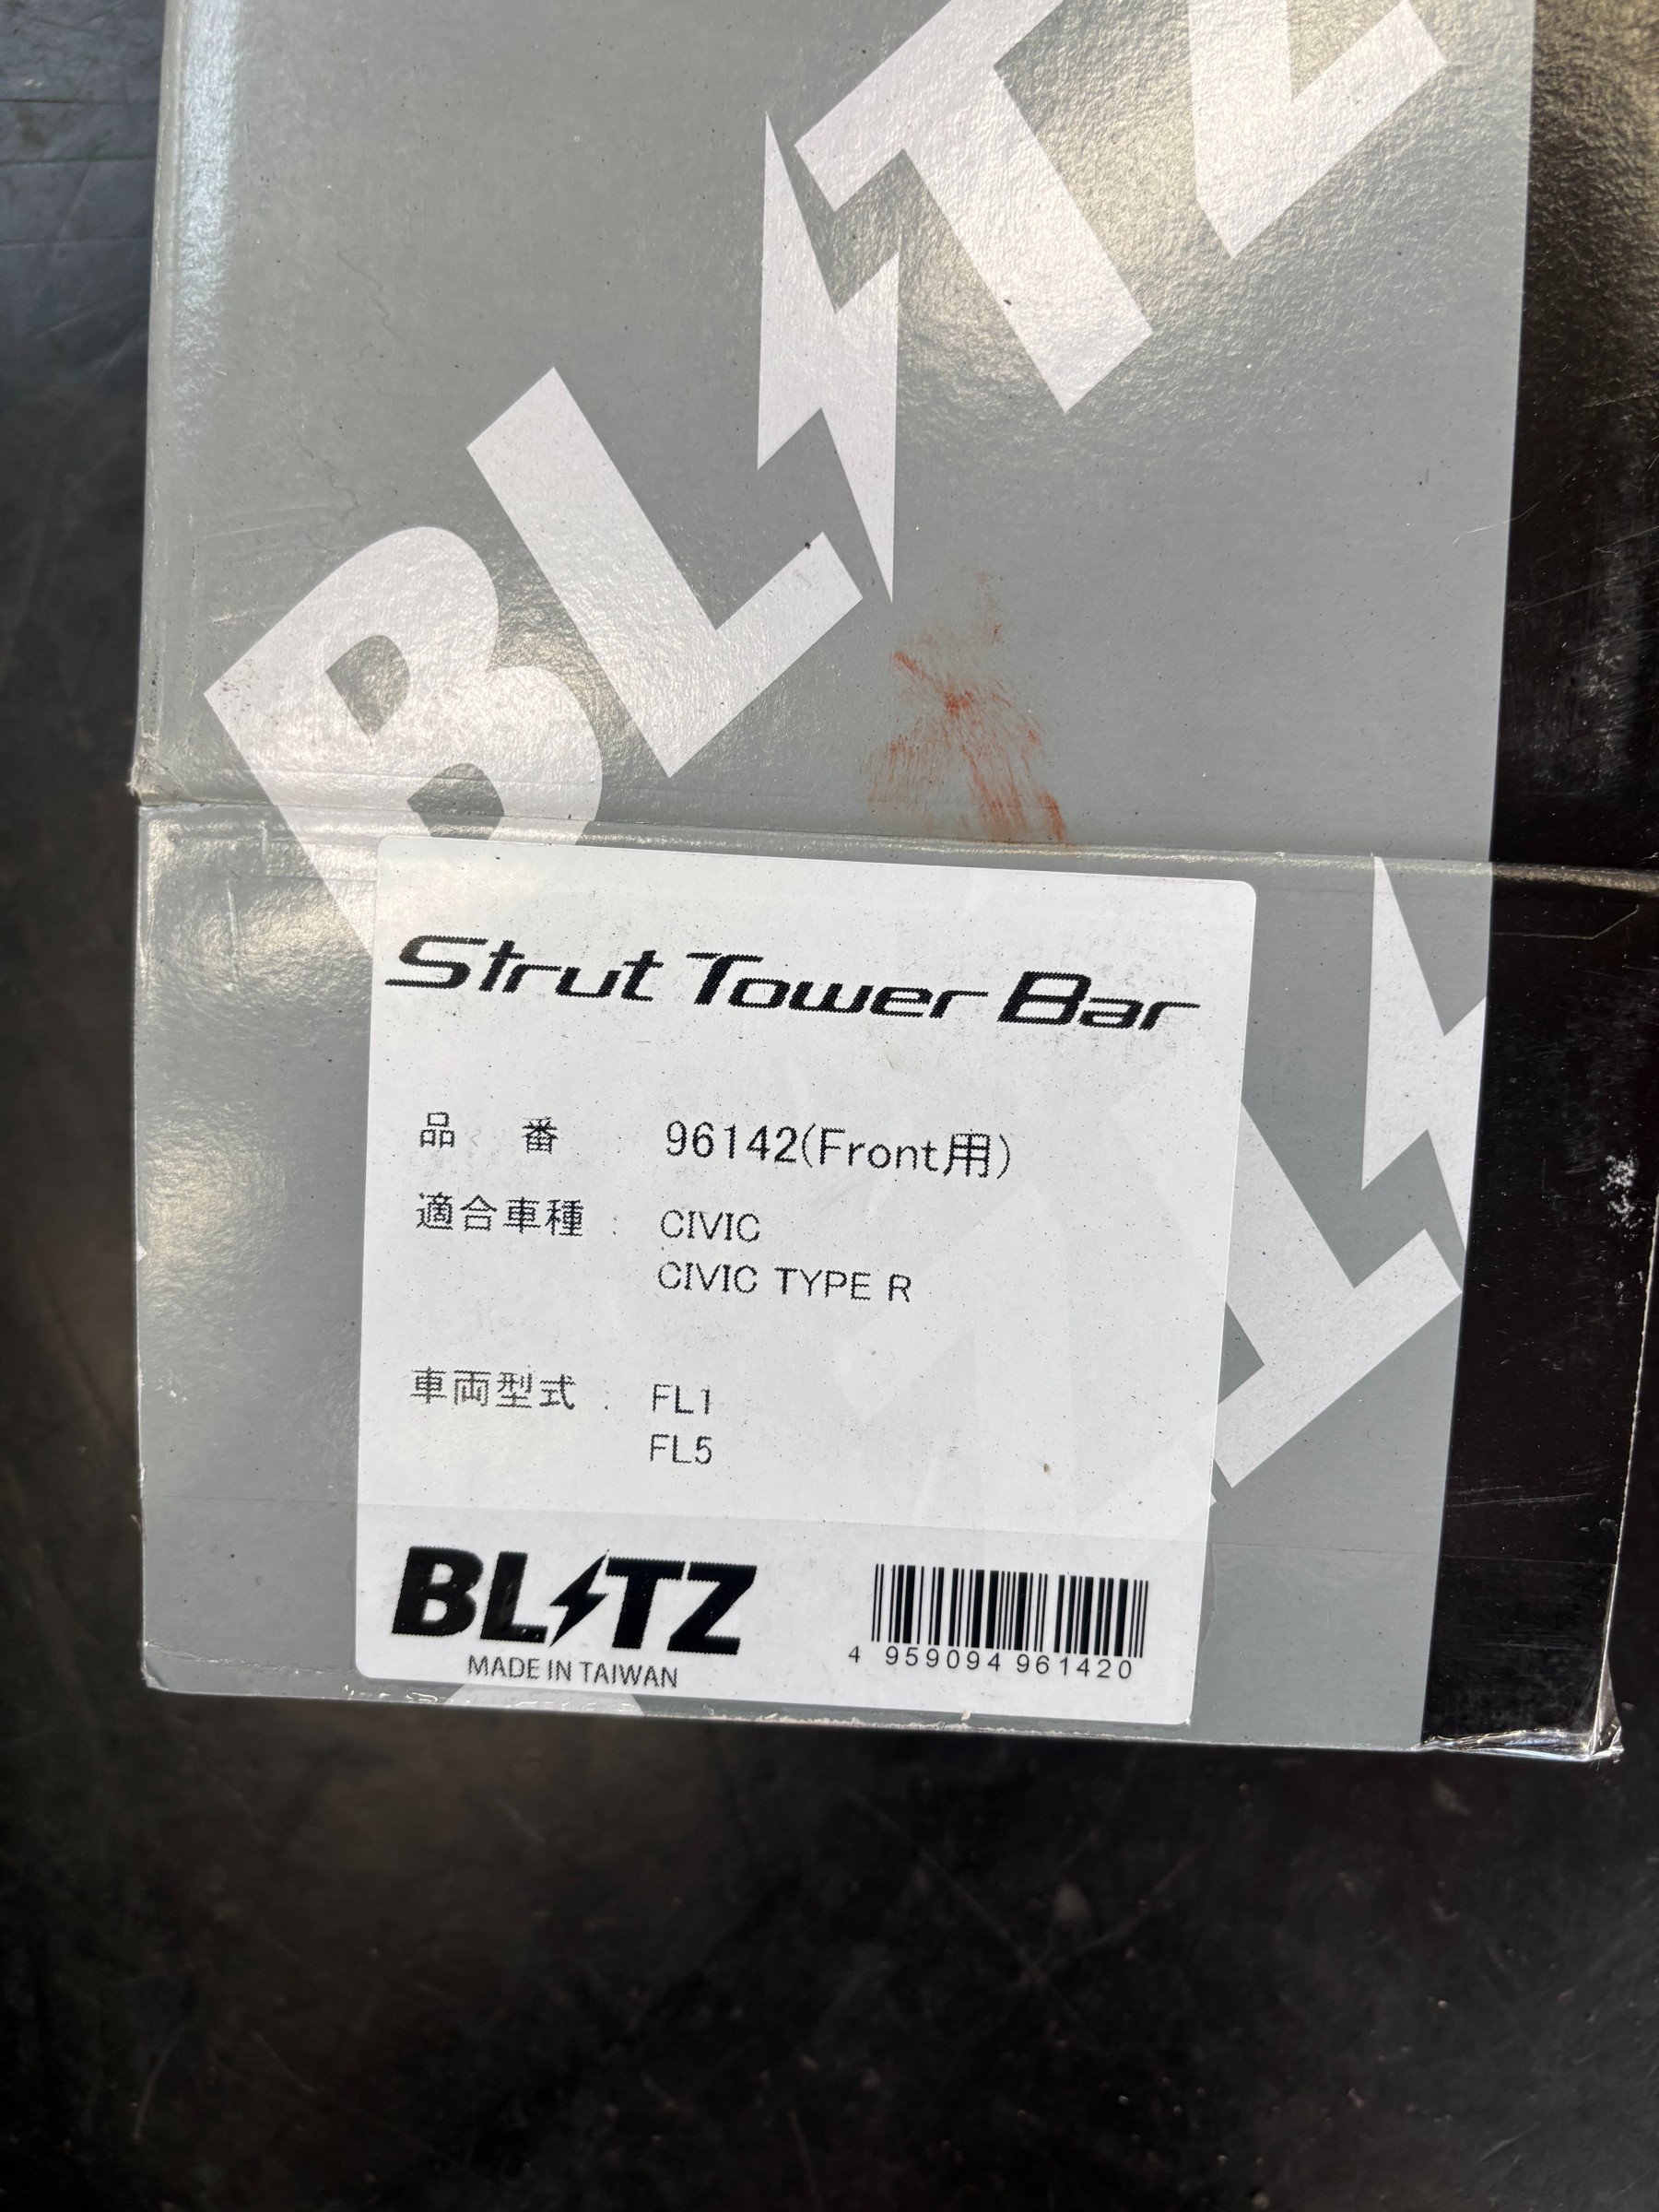 BLITZ
Strut Tower Bar
品 番 : 96142(Front用)
適合車種 : CIVIC
CIVIC TYPE R
車両型式 : FL1
FL5
BLITZ
MADE IN TAIWAN
4 959094 961420